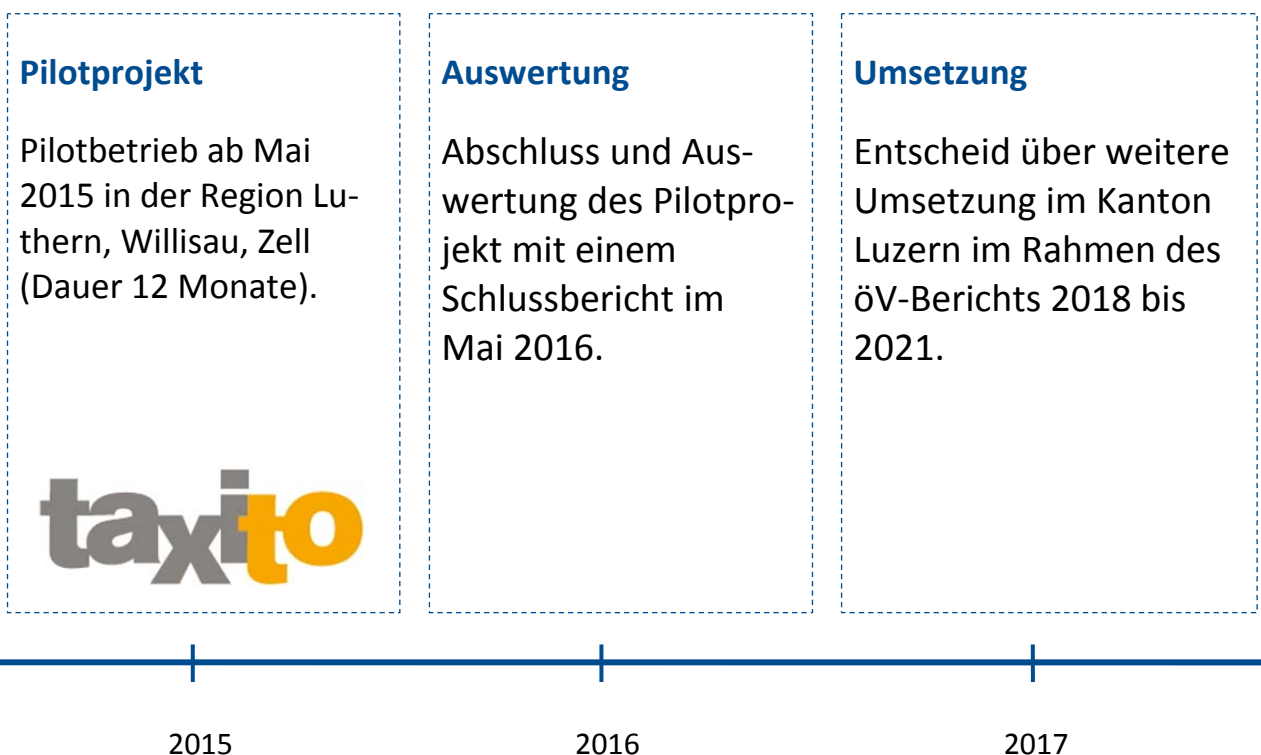 Pilotprojekt
Pilotbetrieb ab Mai
2015 in der Region Lu-
thern, Willisau, Zell
(Dauer 12 Monate).
taxito
Auswertung
Abschluss und Aus-
wertung des Pilotpro-
jekt mit einem
Schlussbericht im
Mai 2016.
Umsetzung
Entscheid über weitere
Umsetzung im Kanton
Luzern im Rahmen des
öV-Berichts 2018 bis
2021.
2015
2016
2017